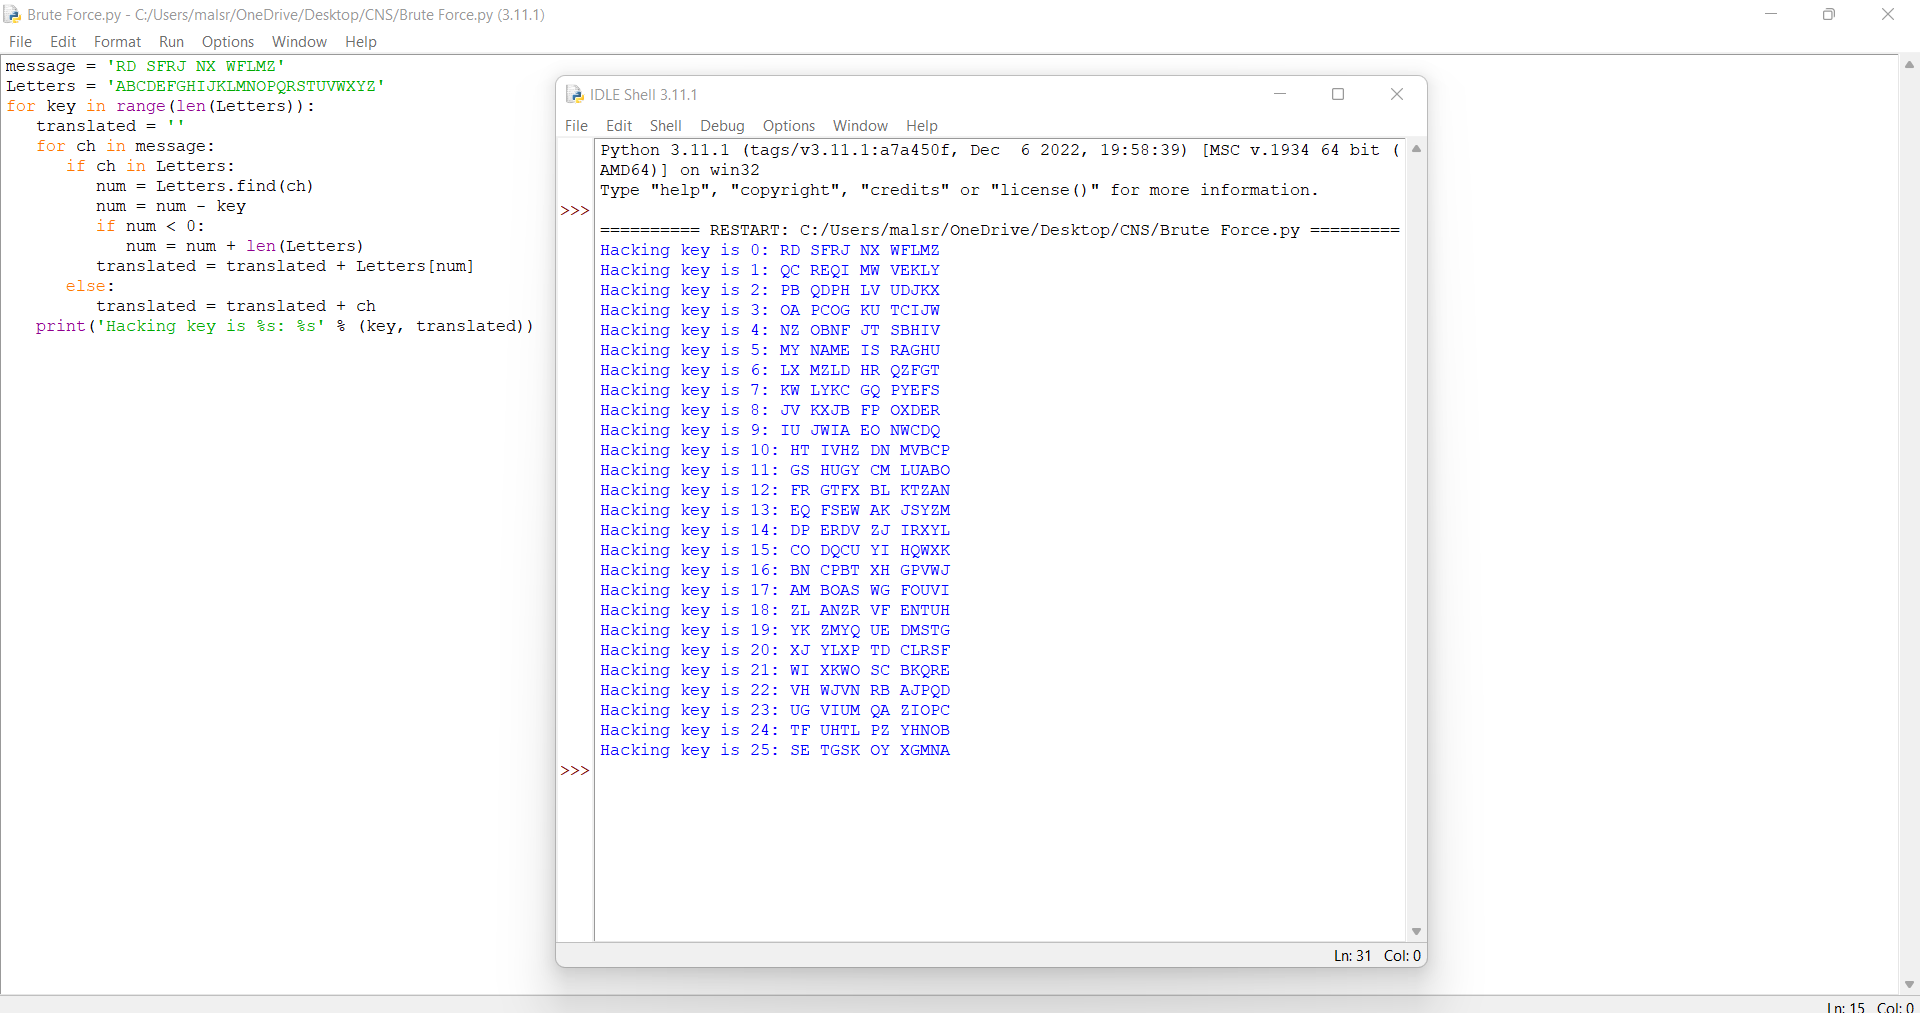 Brute Force.py - C:/Users/malsr/OneDrive/Desktop/CNS/Brute Force.py (3.11.1)
File Edit Format Run Options Window Help
message = 'RD SFRJ NX WFLMZ'
Letters = 'ABCDEFGHIJKLMNOPQRSTUVWXYZ'
for key in range(len(Letters)):
   translated = ''
   for ch in message:
      if ch in Letters:
         num = Letters.find(ch)
         num = num - key
         if num < 0:
            num = num + len(Letters)
         translated = translated + Letters[num]
      else:
         translated = translated + ch
   print('Hacking key is %s: %s' % (key, translated))
IDLE Shell 3.11.1
File Edit Shell Debug Options Window Help
Python 3.11.1 (tags/v3.11.1:a7a450f, Dec  6 2022, 19:58:39) [MSC v.1934 64 bit (
AMD64)] on win32
Type "help", "copyright", "credits" or "license()" for more information.
>>>
========== RESTART: C:/Users/malsr/OneDrive/Desktop/CNS/Brute Force.py =========
Hacking key is 0: RD SFRJ NX WFLMZ
Hacking key is 1: QC REQI MW VEKLY
Hacking key is 2: PB QDPH LV UDJKX
Hacking key is 3: OA PCOG KU TCIJW
Hacking key is 4: NZ OBNF JT SBHIV
Hacking key is 5: MY NAME IS RAGHU
Hacking key is 6: LX MZLD HR QZFGT
Hacking key is 7: KW LYKC GQ PYEFS
Hacking key is 8: JV KXJB FP OXDER
Hacking key is 9: IU JWIA EO NWCDQ
Hacking key is 10: HT IVHZ DN MVBCP
Hacking key is 11: GS HUGY CM LUABO
Hacking key is 12: FR GTFX BL KTZAN
Hacking key is 13: EQ FSEW AK JSYZM
Hacking key is 14: DP ERDV ZJ IRXYL
Hacking key is 15: CO DQCU YI HQWXK
Hacking key is 16: BN CPBT XH GPVWJ
Hacking key is 17: AM BOAS WG FOUVI
Hacking key is 18: ZL ANZR VF ENTUH
Hacking key is 19: YK ZMYQ UE DMSTG
Hacking key is 20: XJ YLXP TD CLRSF
Hacking key is 21: WI XKWO SC BKQRE
Hacking key is 22: VH WJVN RB AJPQD
Hacking key is 23: UG VIUM QA ZIOPC
Hacking key is 24: TF UHTL PZ YHNOB
Hacking key is 25: SE TGSK OY XGMNA
>>>
Ln: 31 Col: 0
Ln: 15 Col: 0